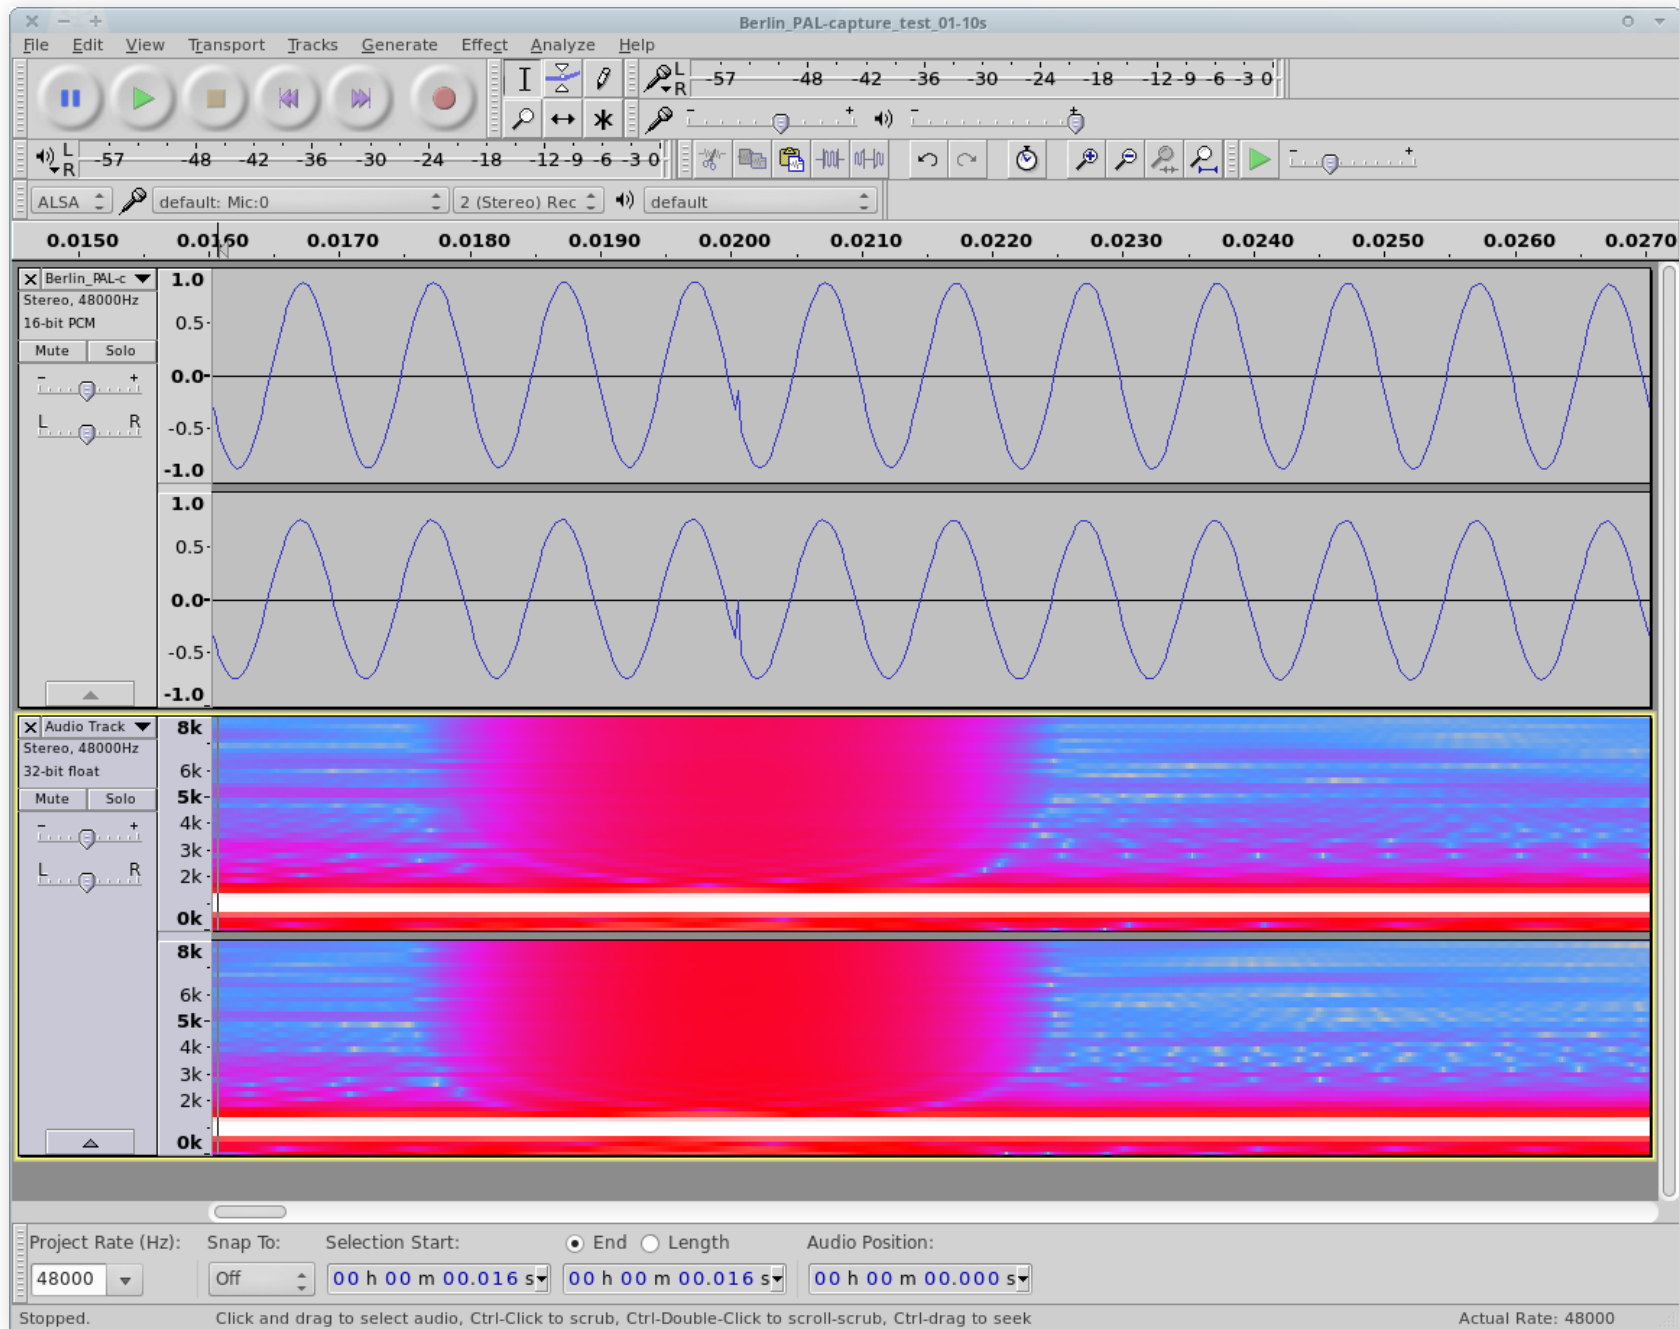 Berlin_PAL-capture_test_01-10s
File Edit View Transport Tracks Generate Effect Analyze Help
L R -57 -48 -42 -36 -30 -24 -18 -12 -9 -6 -3 0
- + - +
L R -57 -48 -42 -36 -30 -24 -18 -12 -9 -6 -3 0 - +
ALSA default: Mic:0 2 (Stereo) Rec default
0.0150 0.0160 0.0170 0.0180 0.0190 0.0200 0.0210 0.0220 0.0230 0.0240 0.0250 0.0260 0.0270
Berlin_PAL-c
Stereo, 48000Hz
16-bit PCM
Mute Solo
- +
L R
1.0
0.5
0.0
-0.5
-1.0
1.0
0.5
0.0
-0.5
-1.0
Audio Track
Stereo, 48000Hz
32-bit float
Mute Solo
- +
L R
8k
6k
5k
4k
3k
2k
0k
8k
6k
5k
4k
3k
2k
0k
Project Rate (Hz): Snap To: Selection Start: End Length Audio Position:
48000 Off 00 h 00 m 00.016 s 00 h 00 m 00.016 s 00 h 00 m 00.000 s
Stopped. Click and drag to select audio, Ctrl-Click to scrub, Ctrl-Double-Click to scroll-scrub, Ctrl-drag to seek Actual Rate: 48000